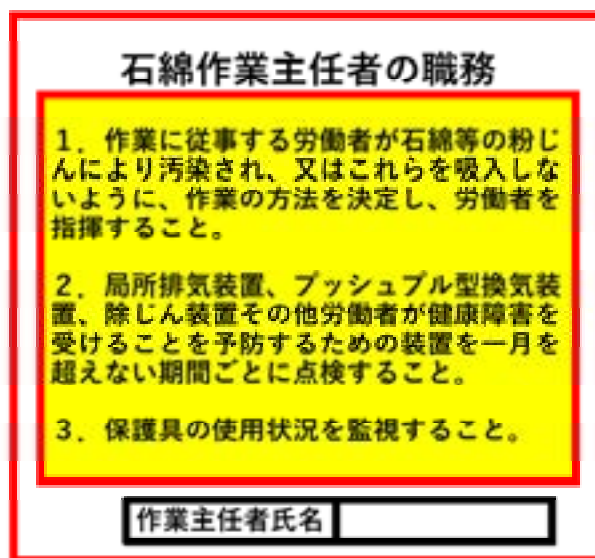 石綿作業主任者の職務
１．作業に従事する労働者が石綿等の粉じ
んにより汚染され、又はこれらを吸入しな
いように、作業の方法を決定し、労働者を
指揮すること。
２．局所排気装置、プッシュプル型換気装
置、除じん装置その他労働者が健康障害を
受けることを予防するための装置を一月を
超えない期間ごとに点検すること。
３．保護具の使用状況を監視すること。
作業主任者氏名